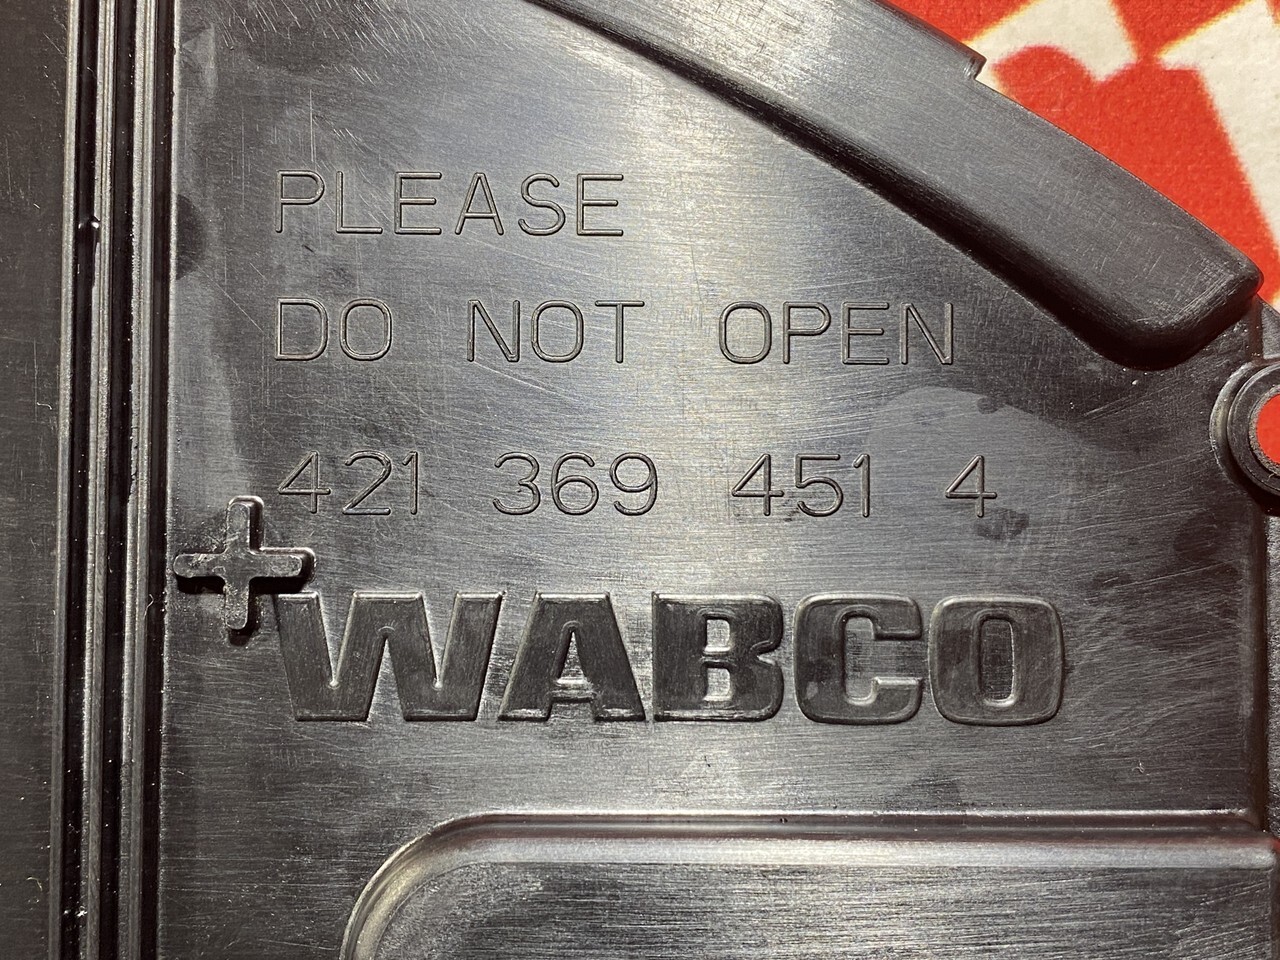 PLEASE
DO NOT OPEN
421 369 451 4
WABCO